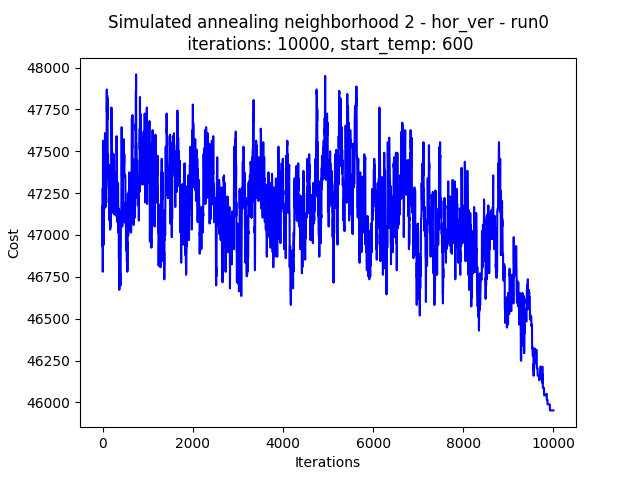 Simulated annealing neighborhood 2 - hor_ver - run0
iterations: 10000, start_temp: 600
48000
47750
47500
47250
47000
46750
46500
46250
46000
Cost
0 2000 4000 6000 8000 10000
Iterations